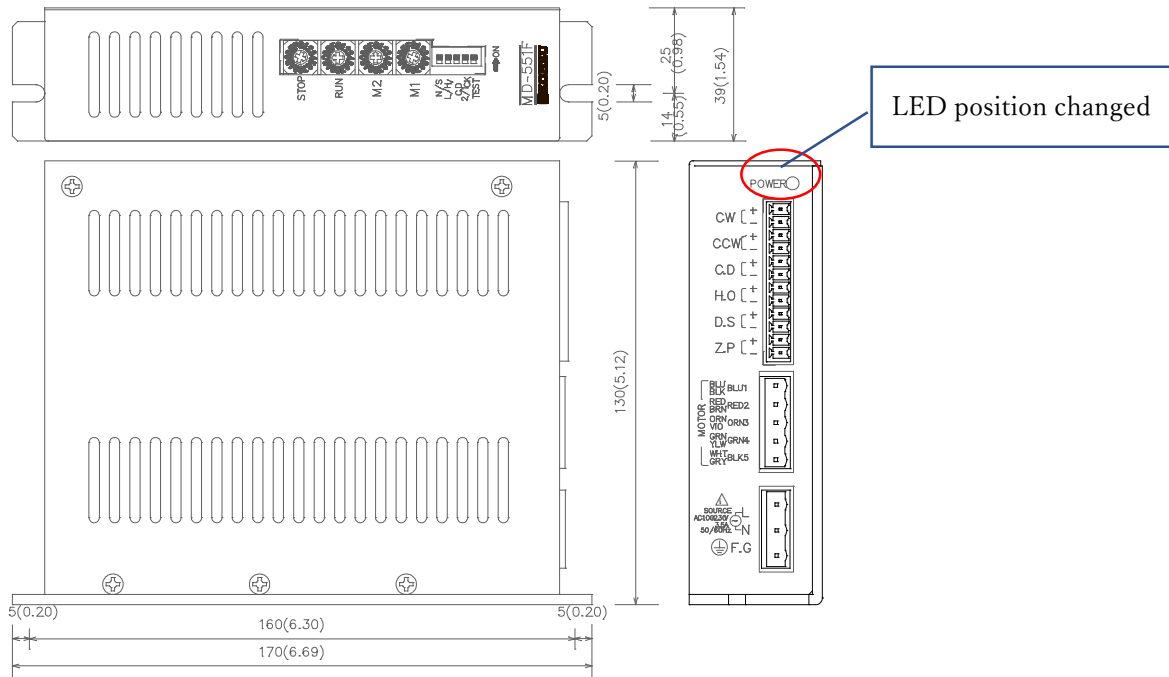 STOP
RUN
M2
M1
N/S
L/HV
C.D
2/1CK
TEST
ON
MD-551F
5(0.20)
14
(0.55)
25
(0.98)
39(1.54)
LED position changed
POWER
CW [ + −
CCW [ + −
C.D [ + −
H.O [ + −
D.S [ + −
Z.P [ + −
130(5.12)
MOTOR
BLU
BLK BLU1
RED
BRN RED2
ORN
VIO ORN3
GRN
YLW GRN4
WHT
GRY BLK5
SOURCE
3.5A
50/60Hz
L
N
F.G
5(0.20)
5(0.20)
160(6.30)
170(6.69)